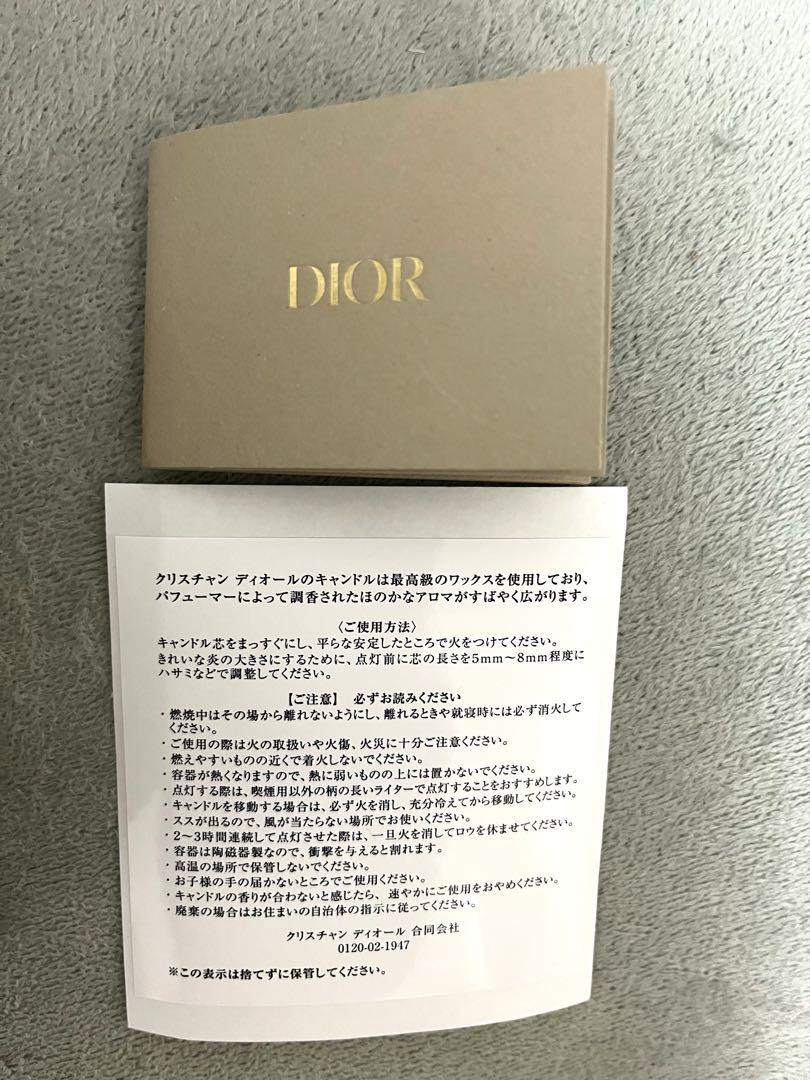 DIOR
クリスチャン ディオールのキャンドルは最高級のワックスを使用しており、
パフューマーによって調香されたほのかなアロマがすばやく広がります。
〈ご使用方法〉
キャンドル芯をまっすぐにし、平らな安定したところで火をつけてください。
きれいな炎の大きさにするために、点灯前に芯の長さを5mm～8mm程度に
ハサミなどで調整してください。
【ご注意】 必ずお読みください
・燃焼中はその場から離れないようにし、離れるときや就寝時には必ず消火して
ください。
・ご使用の際は火の取扱いや火傷、火災に十分ご注意ください。
・燃えやすいものの近くで着火しないでください。
・容器が熱くなりますので、熱に弱いものの上には置かないでください。
・点灯する際は、喫煙用以外の柄の長いライターで点灯することをおすすめします。
・キャンドルを移動する場合は、必ず火を消し、充分冷えてから移動してください。
・ススが出るので、風が当たらない場所でお使いください。
・2～3時間連続して点灯させた際は、一旦火を消してロウを休ませてください。
・容器は陶磁器製なので、衝撃を与えると割れます。
・高温の場所で保管しないでください。
・お子様の手の届かないところでご使用ください。
・キャンドルの香りが合わないと感じたら、速やかにご使用をおやめください。
・廃棄の場合はお住まいの自治体の指示に従ってください。
クリスチャン ディオール 合同会社
0120-02-1947
※この表示は捨てずに保管してください。